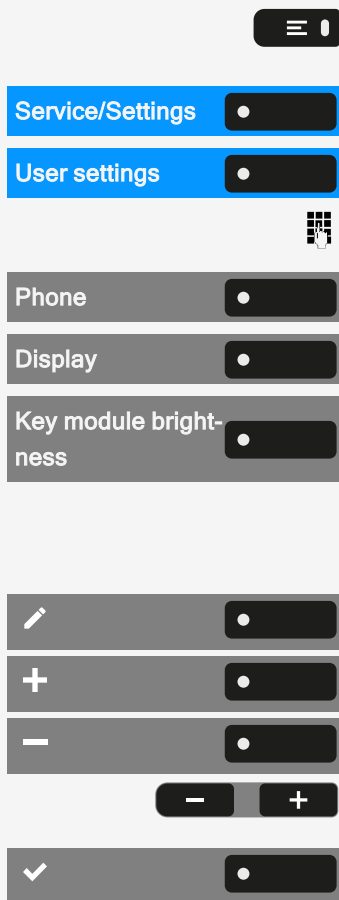 Service/Settings
User settings
Phone
Display
Key module bright-
ness